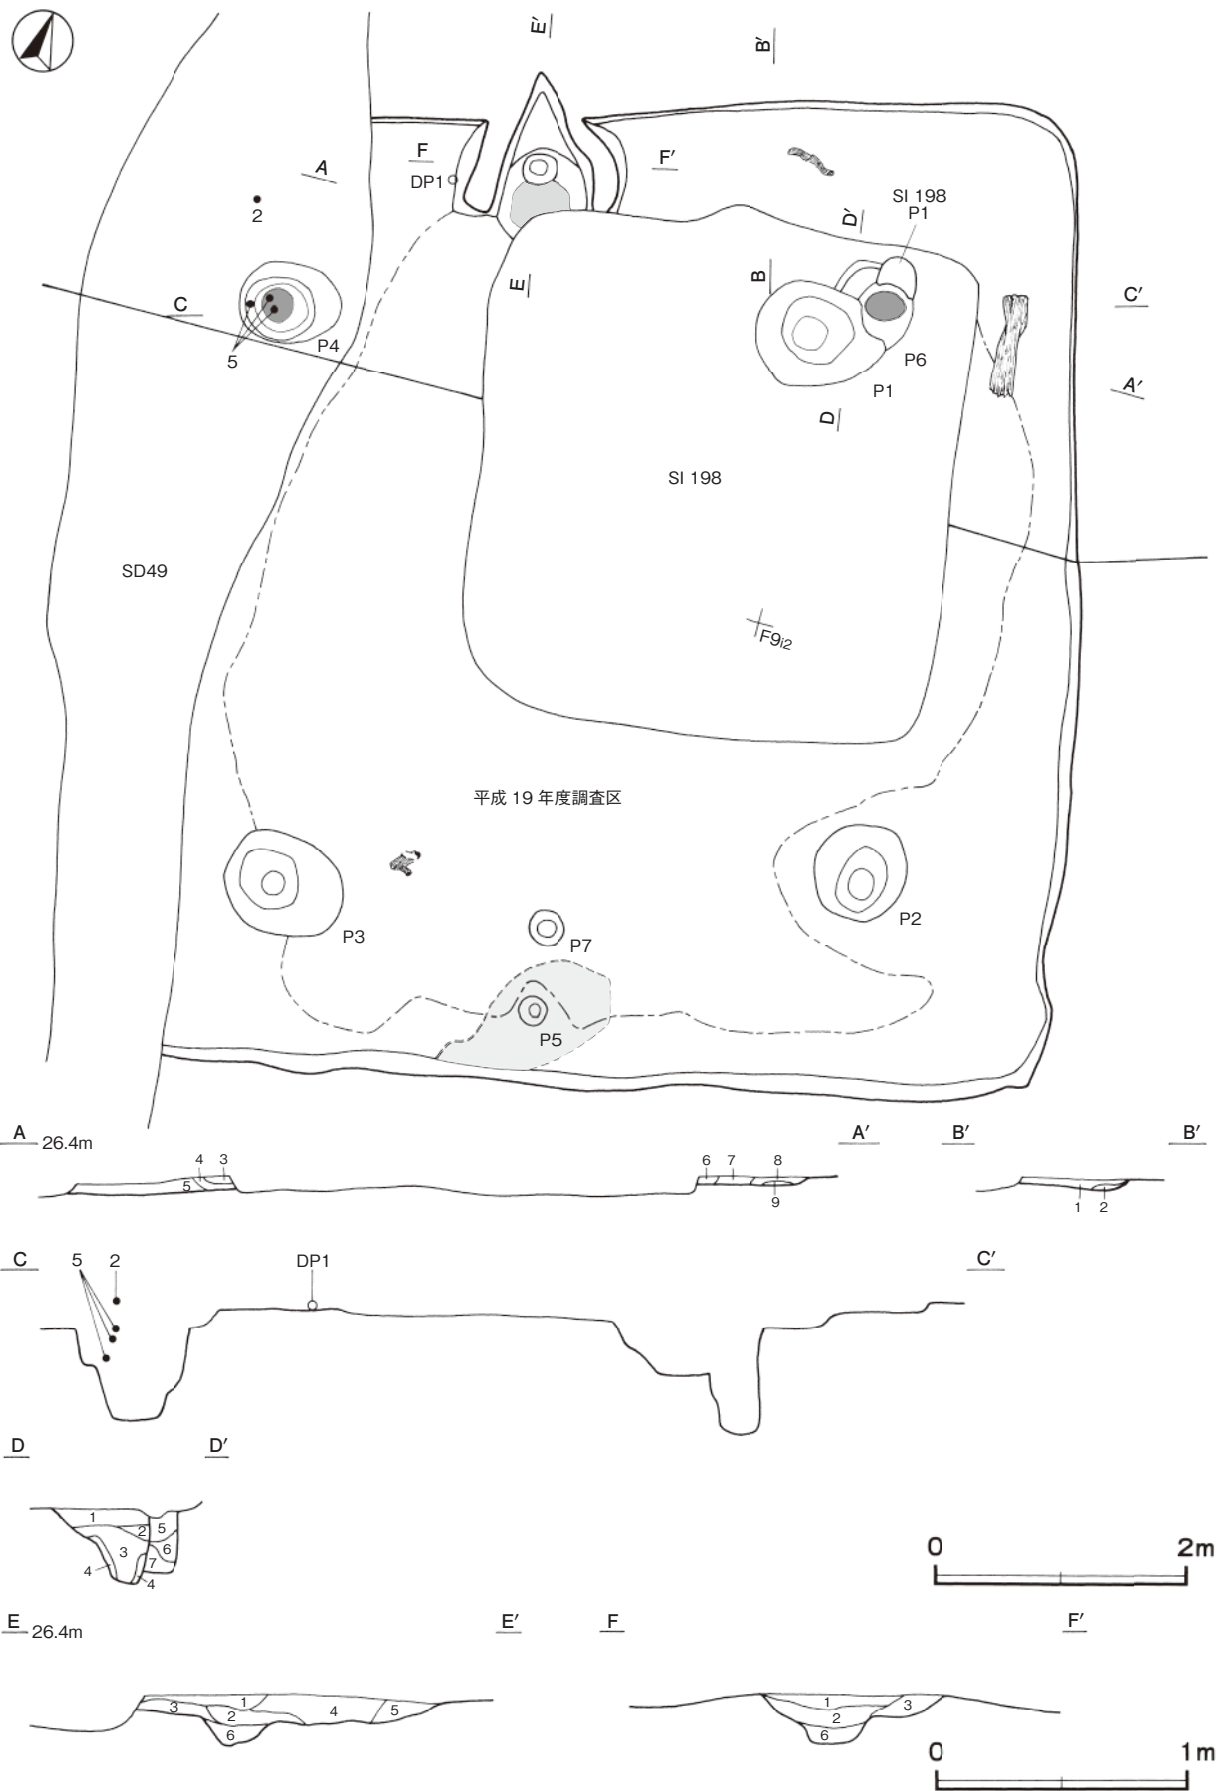 E′
B′
F
F′
A
DP1
2
SI 198
P1
D′
B
E
C
C′
P4
5
P6
P1
A′
D
SI 198
SD49
F9i2
平成 19 年度調査区
P3
P2
P7
P5
A 26.4m
A′
B′
B′
4 3
5
6 7 8
9
1 2
C
5 2
DP1
C′
D
D′
1
2 5
3 6
7
4
4
0 2m
E 26.4m
E′
F
F′
3 1
2
4 5
6
1
2 3
6
0 1m